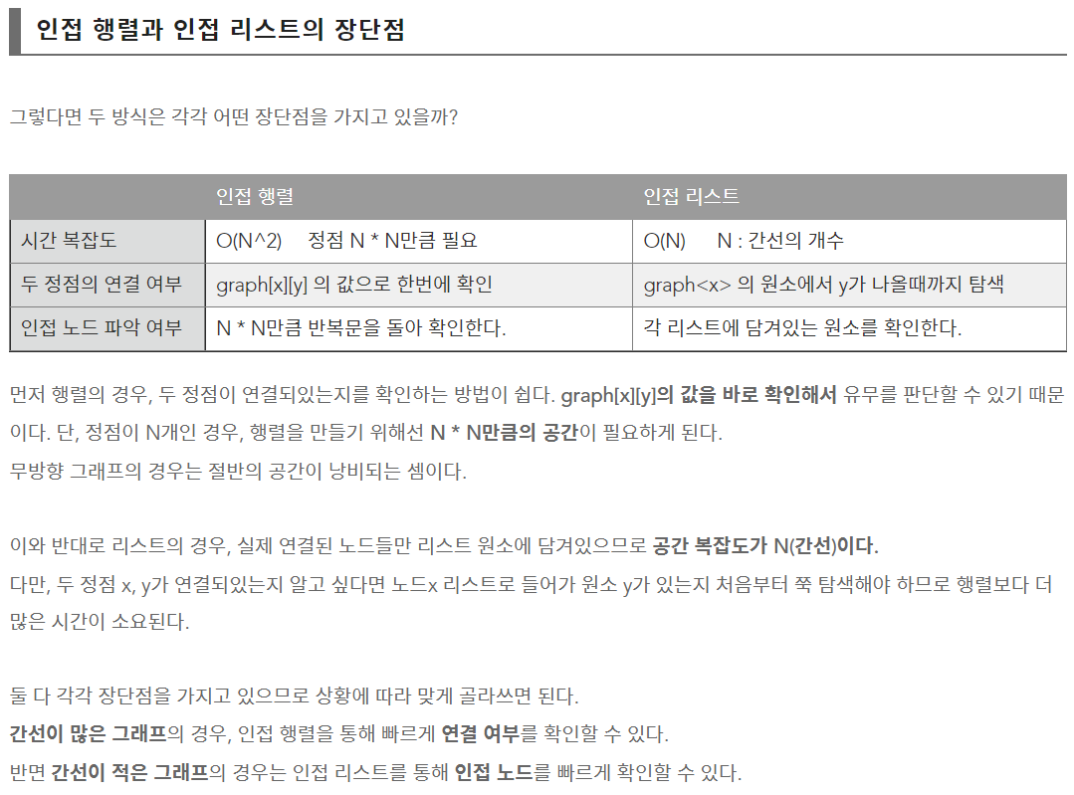 인접 행렬과 인접 리스트의 장단점
그렇다면 두 방식은 각각 어떤 장단점을 가지고 있을까?
인접 행렬 인접 리스트
시간 복잡도 O(N^2) 정점 N * N만큼 필요 O(N) N : 간선의 개수
두 정점의 연결 여부 graph[x][y] 의 값으로 한번에 확인 graph<x> 의 원소에서 y가 나올때까지 탐색
인접 노드 파악 여부 N * N만큼 반복문을 돌아 확인한다. 각 리스트에 담겨있는 원소를 확인한다.
먼저 행렬의 경우, 두 정점이 연결되있는지를 확인하는 방법이 쉽다. graph[x][y]의 값을 바로 확인해서 유무를 판단할 수 있기 때문
이다. 단, 정점이 N개인 경우, 행렬을 만들기 위해선 N * N만큼의 공간이 필요하게 된다.
무방향 그래프의 경우는 절반의 공간이 낭비되는 셈이다.
이와 반대로 리스트의 경우, 실제 연결된 노드들만 리스트 원소에 담겨있으므로 공간 복잡도가 N(간선)이다.
다만, 두 정점 x, y가 연결되있는지 알고 싶다면 노드x 리스트로 들어가 원소 y가 있는지 처음부터 쭉 탐색해야 하므로 행렬보다 더
많은 시간이 소요된다.
둘 다 각각 장단점을 가지고 있으므로 상황에 따라 맞게 골라쓰면 된다.
간선이 많은 그래프의 경우, 인접 행렬을 통해 빠르게 연결 여부를 확인할 수 있다.
반면 간선이 적은 그래프의 경우는 인접 리스트를 통해 인접 노드를 빠르게 확인할 수 있다.